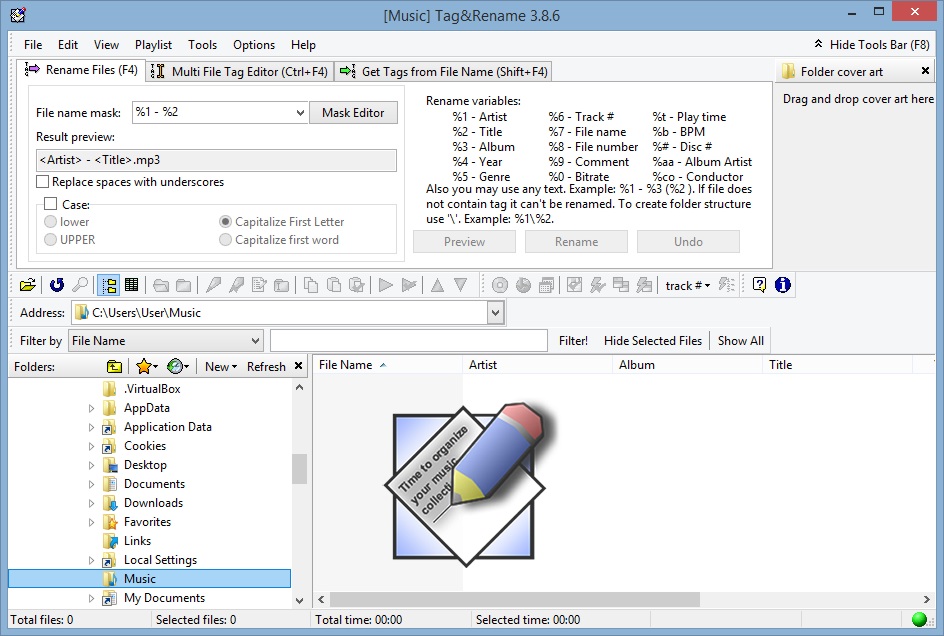 [Music] Tag&Rename 3.8.6
File Edit View Playlist Tools Options Help Hide Tools Bar (F8)
Rename Files (F4) Multi File Tag Editor (Ctrl+F4) Get Tags from File Name (Shift+F4) Folder cover art
File name mask: %1 - %2 Mask Editor
Result preview:
<Artist> - <Title>.mp3
Replace spaces with underscores
Case:
lower Capitalize First Letter
UPPER Capitalize first word
Rename variables:
%1 - Artist %6 - Track # %t - Play time
%2 - Title %7 - File name %b - BPM
%3 - Album %8 - File number %# - Disc #
%4 - Year %9 - Comment %aa - Album Artist
%5 - Genre %0 - Bitrate %co - Conductor
Also you may use any text. Example: %1 - %3 (%2 ). If file does
not contain tag it can't be renamed. To create folder structure
use '\'. Example: %1\%2.
Preview Rename Undo
Drag and drop cover art here
track #
Address: C:\Users\User\Music
Filter by File Name Filter! Hide Selected Files Show All
Folders: New Refresh
File Name Artist Album Title
.VirtualBox
AppData
Application Data
Cookies
Desktop
Documents
Downloads
Favorites
Links
Local Settings
Music
My Documents
Time to organize
your music
collecti
Total files: 0 Selected files: 0 Total time: 00:00 Selected time: 00:00